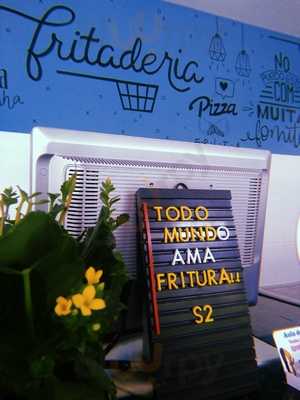 fritaderia
NO
COM
MUITA
Pizza
TODO
MUNDO
AMA
FRITURA!!
S2